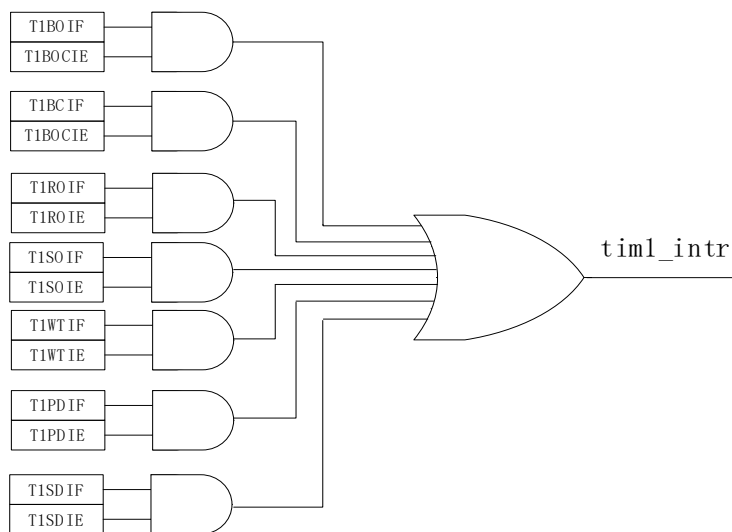 T1BOIF
T1BOCIE
T1BCIF
T1BOCIE
T1ROIF
T1ROIE
tim1_intr
T1SOIF
T1SOIE
T1WTIF
T1WTIE
T1PDIF
T1PDIE
T1SDIF
T1SDIE